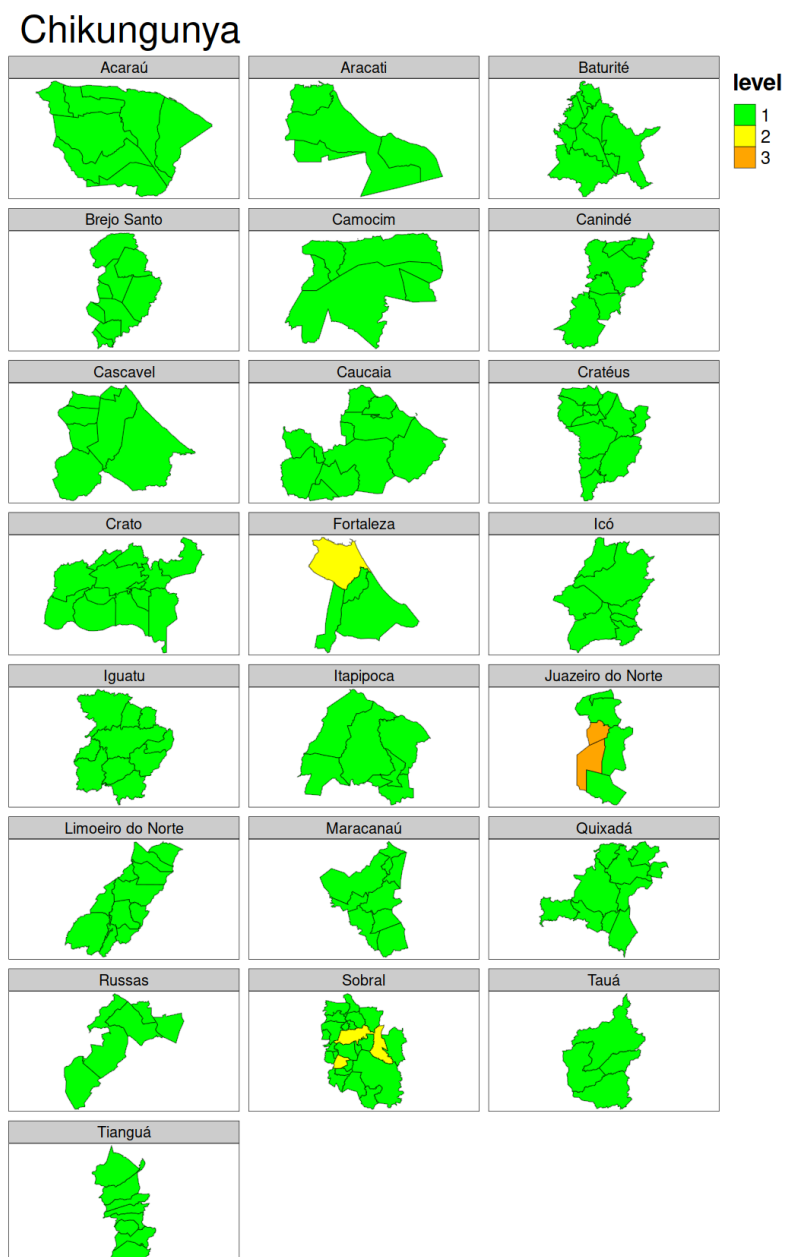 Chikungunya
Acaraú
Aracati
Baturité
level
1
2
3
Brejo Santo
Camocim
Canindé
Cascavel
Caucaia
Cratéus
Crato
Fortaleza
Icó
Iguatu
Itapipoca
Juazeiro do Norte
Limoeiro do Norte
Maracanaú
Quixadá
Russas
Sobral
Tauá
Tianguá